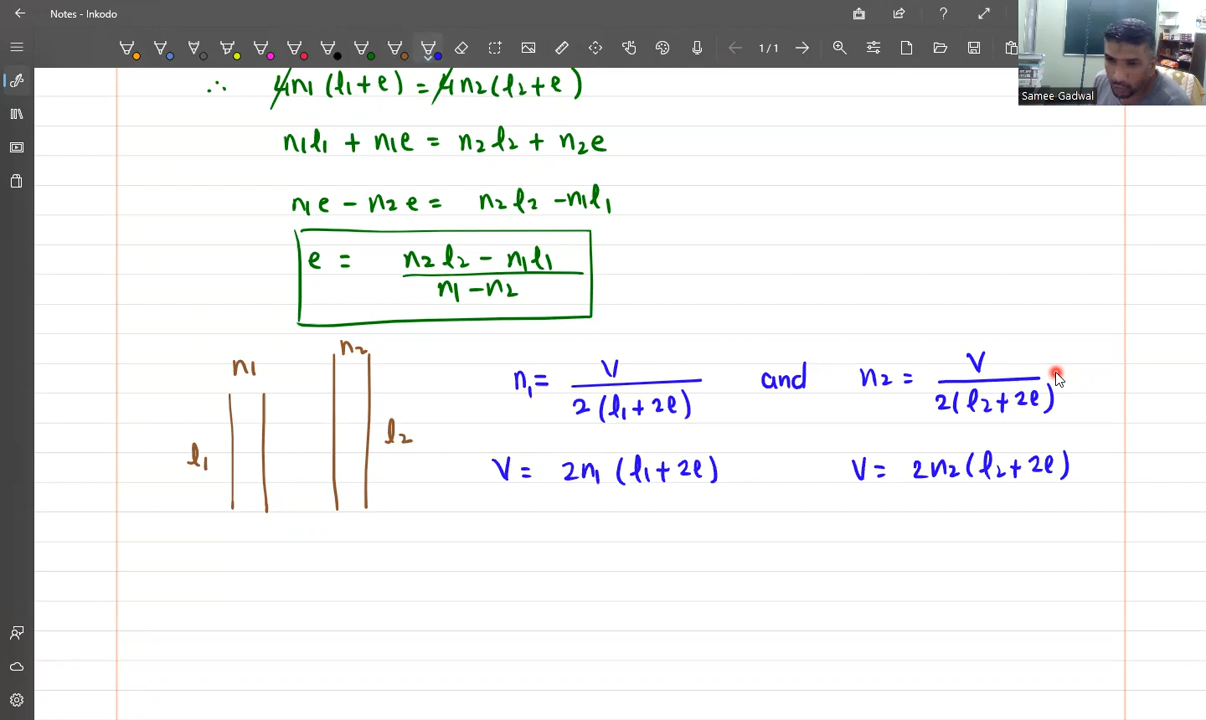 Notes - Inkodo
1/1
Samee Gadwal
∴ 4n1 (l1+e) = 4n2(l2+e)
n1l1 + n1e = n2l2 + n2e
n1e - n2e = n2l2 - n1l1
e = n2l2 - n1l1 / n1 - n2
n1
n2
l1
l2
n1 = V / 2(l1+2e) and n2 = V / 2(l2+2e)
V = 2n1 (l1+2e) V = 2n2(l2+2e)